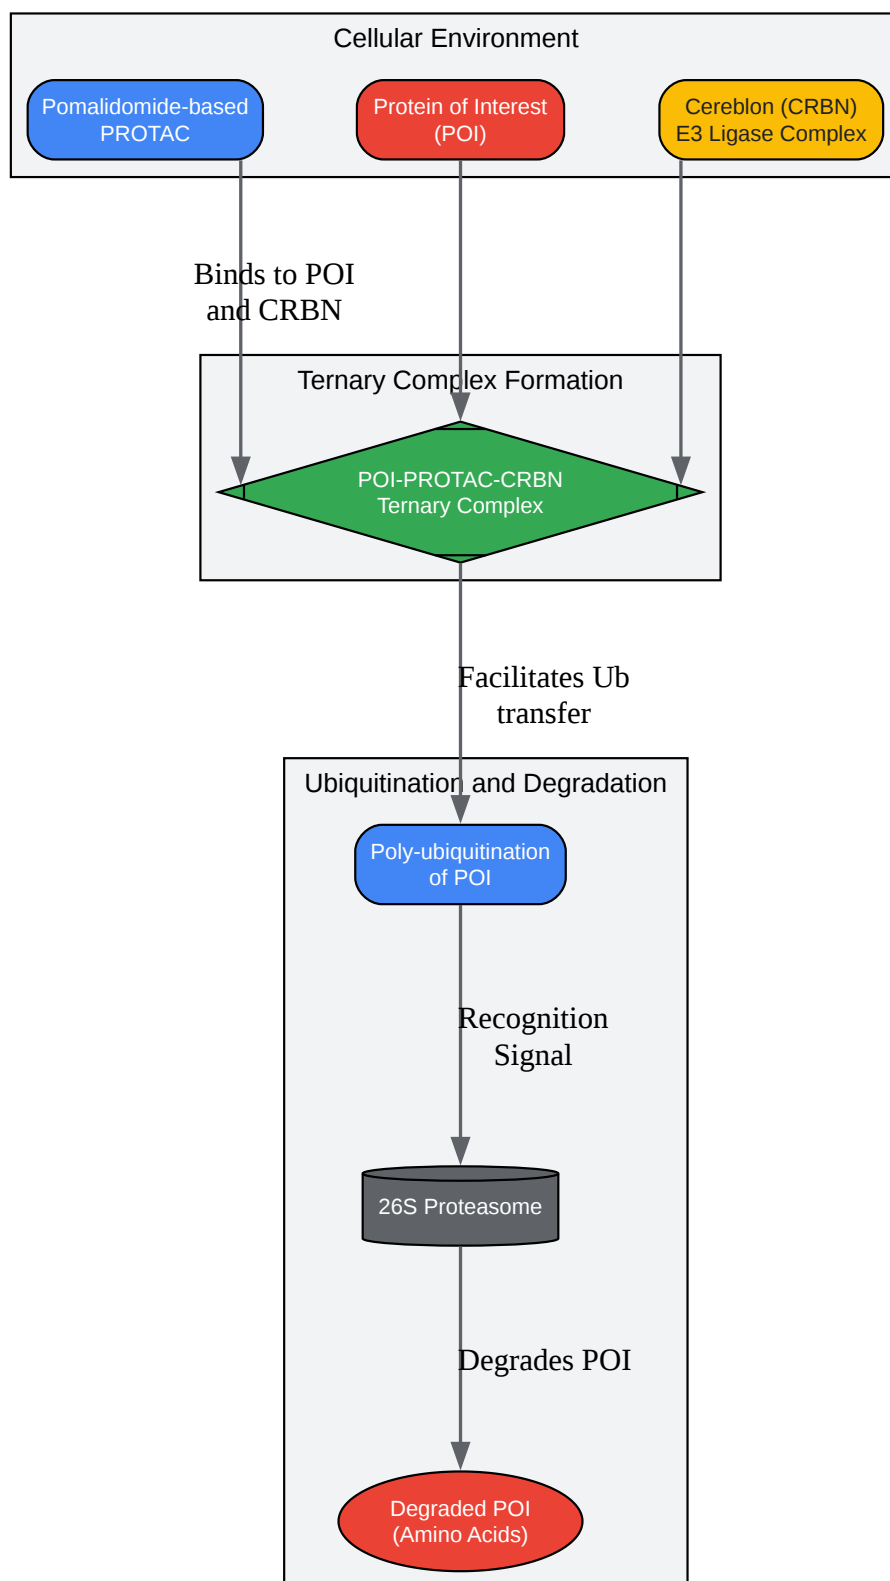 Cellular Environment
Pomalidomide-based
PROTAC
Protein of Interest
(POI)
Cereblon (CRBN)
E3 Ligase Complex
Binds to POI
and CRBN
Ternary Complex Formation
POI-PROTAC-CRBN
Ternary Complex
Facilitates Ub
transfer
Ubiquitination and Degradation
Poly-ubiquitination
of POI
Recognition
Signal
26S Proteasome
Degrades POI
Degraded POI
(Amino Acids)